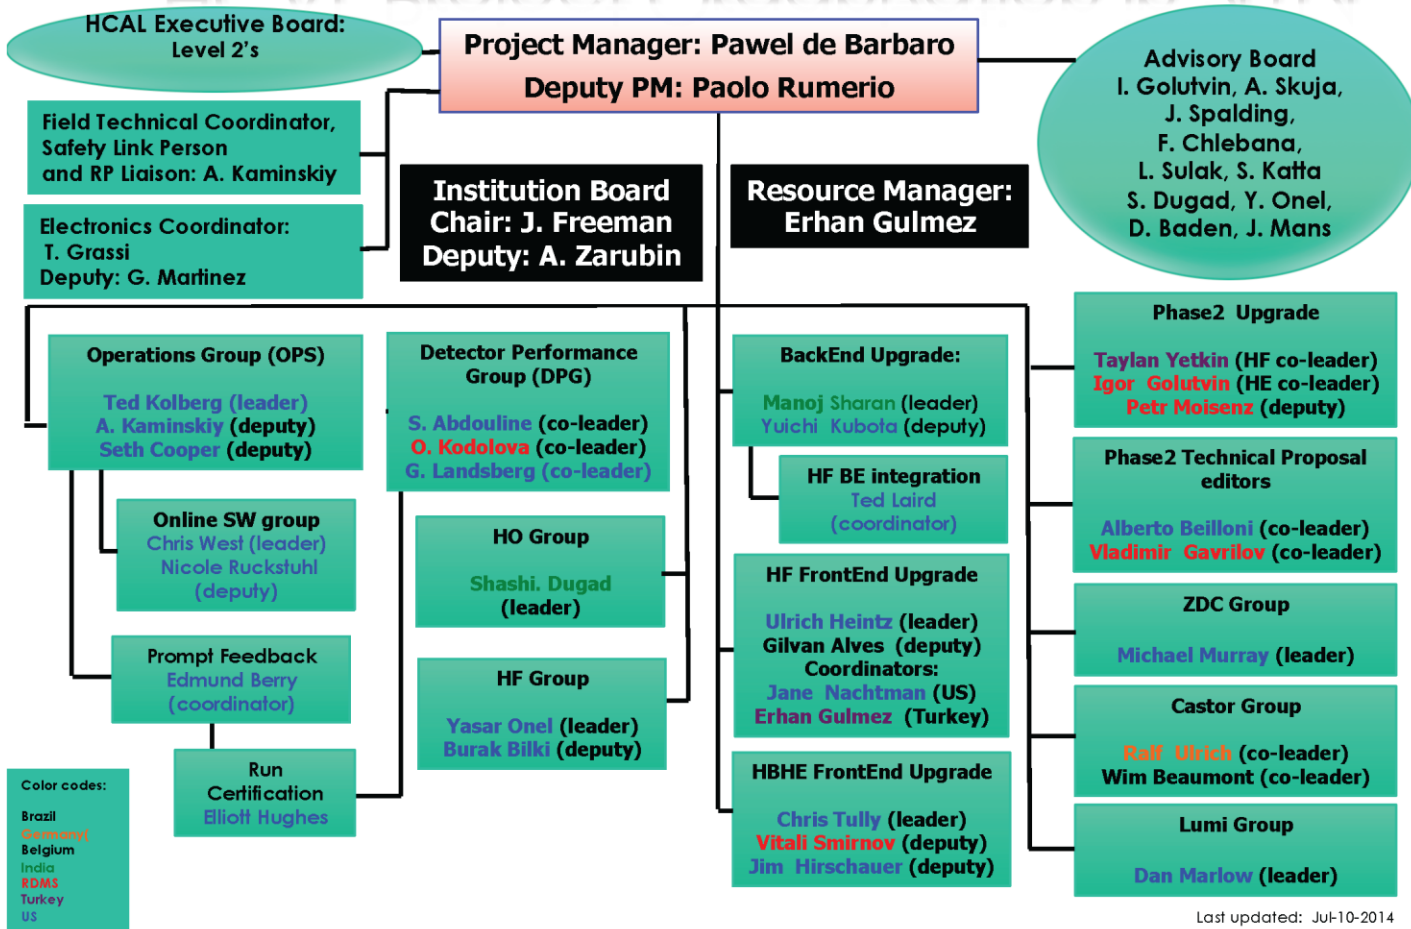 HCAL Executive Board:
Level 2's
Project Manager: Pawel de Barbaro
Deputy PM: Paolo Rumerio
Advisory Board
I. Golutvin, A. Skuja,
J. Spalding,
F. Chlebana,
L. Sulak, S. Katta
S. Dugad, Y. Onel,
D. Baden, J. Mans
Field Technical Coordinator,
Safety Link Person
and RP Liaison: A. Kaminskiy
Electronics Coordinator:
T. Grassi
Deputy: G. Martinez
Institution Board
Chair: J. Freeman
Deputy: A. Zarubin
Resource Manager:
Erhan Gulmez
Operations Group (OPS)
Ted Kolberg (leader)
A. Kaminskiy (deputy)
Seth Cooper (deputy)
Online SW group
Chris West (leader)
Nicole Ruckstuhl
(deputy)
Prompt Feedback
Edmund Berry
(coordinator)
Run
Certification
Elliott Hughes
Detector Performance
Group (DPG)
S. Abdouline (co-leader)
O. Kodolova (co-leader)
G. Landsberg (co-leader)
HO Group
Shashi. Dugad
(leader)
HF Group
Yasar Onel (leader)
Burak Bilki (deputy)
BackEnd Upgrade:
Manoj Sharan (leader)
Yuichi Kubota (deputy)
HF BE integration
Ted Laird
(coordinator)
HF FrontEnd Upgrade
Ulrich Heintz (leader)
Gilvan Alves (deputy)
Coordinators:
Jane Nachtman (US)
Erhan Gulmez (Turkey)
HBHE FrontEnd Upgrade
Chris Tully (leader)
Vitali Smirnov (deputy)
Jim Hirschauer (deputy)
Phase2 Upgrade
Taylan Yetkin (HF co-leader)
Igor Golutvin (HE co-leader)
Petr Moisenz (deputy)
Phase2 Technical Proposal
editors
Alberto Beilloni (co-leader)
Vladimir Gavrilov (co-leader)
ZDC Group
Michael Murray (leader)
Castor Group
Ralf Ulrich (co-leader)
Wim Beaumont (co-leader)
Lumi Group
Dan Marlow (leader)
Color codes:
Brazil
Germany(
Belgium
India
RDMS
Turkey
US
Last updated: Jul-10-2014